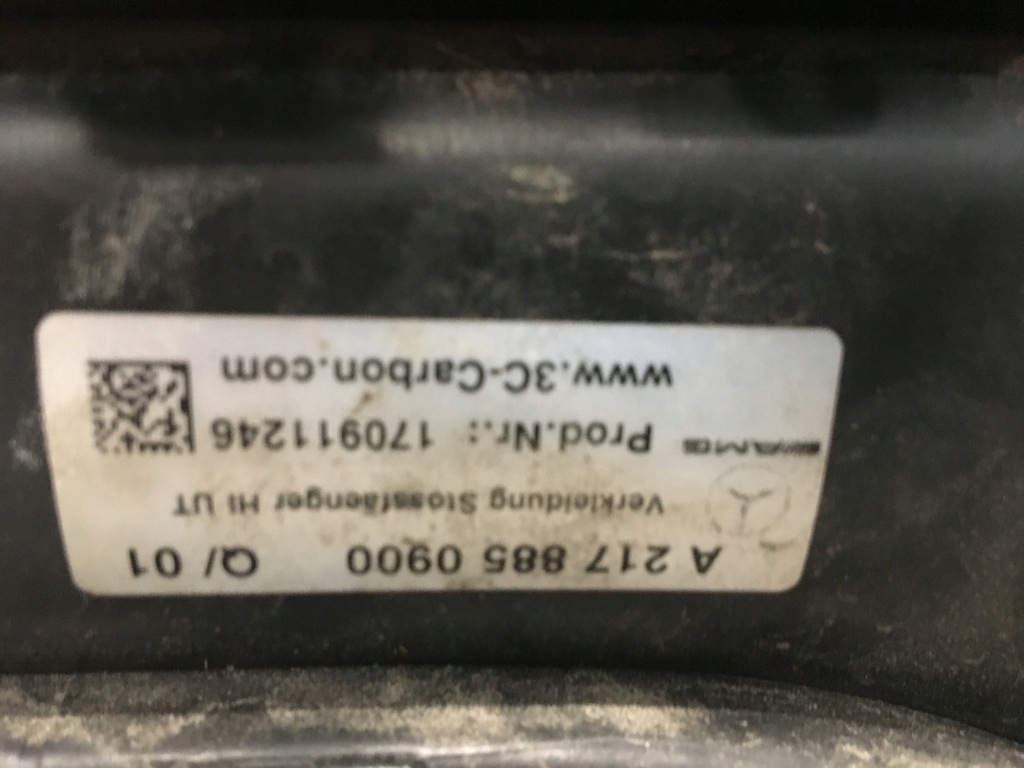 A 217 885 0900 Q/ 01
Verkleidung Stossfaenger HI UT
AMG Prod.Nr.: 170911246
www.3C-Carbon.com